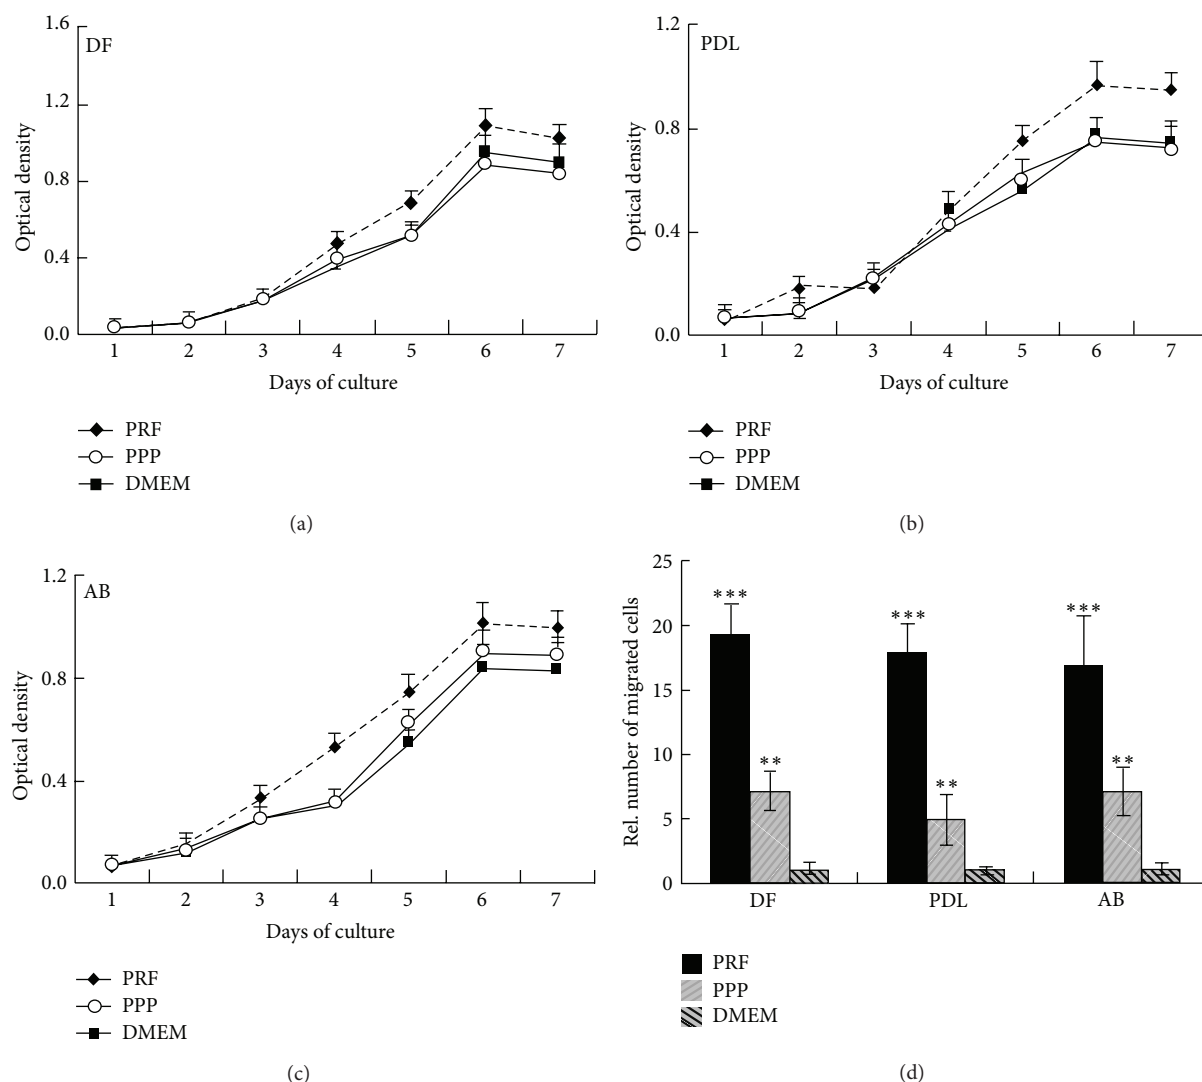 DF
1.6
1.2
0.8
0.4
0.0
Optical density
1 2 3 4 5 6 7
Days of culture
PRF
PPP
DMEM
(a)
PDL
1.2
0.8
0.4
0.0
Optical density
1 2 3 4 5 6 7
Days of culture
PRF
PPP
DMEM
(b)
AB
1.2
0.8
0.4
0.0
Optical density
1 2 3 4 5 6 7
Days of culture
PRF
PPP
DMEM
(c)
25
20
15
10
5
0
Rel. number of migrated cells
*** *** ***
** ** **
DF PDL AB
PRF
PPP
DMEM
(d)